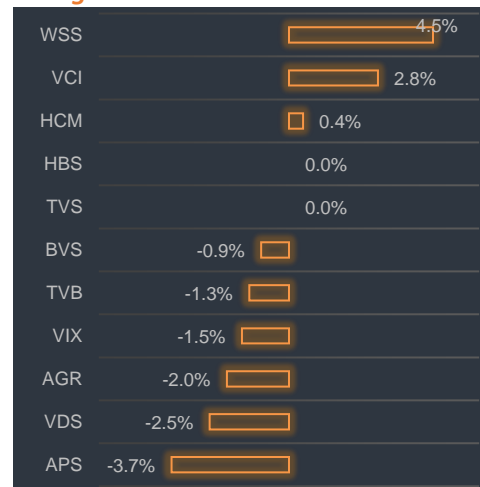 WSS 4.5%
VCI 2.8%
HCM 0.4%
HBS 0.0%
TVS 0.0%
BVS -0.9%
TVB -1.3%
VIX -1.5%
AGR -2.0%
VDS -2.5%
APS -3.7%